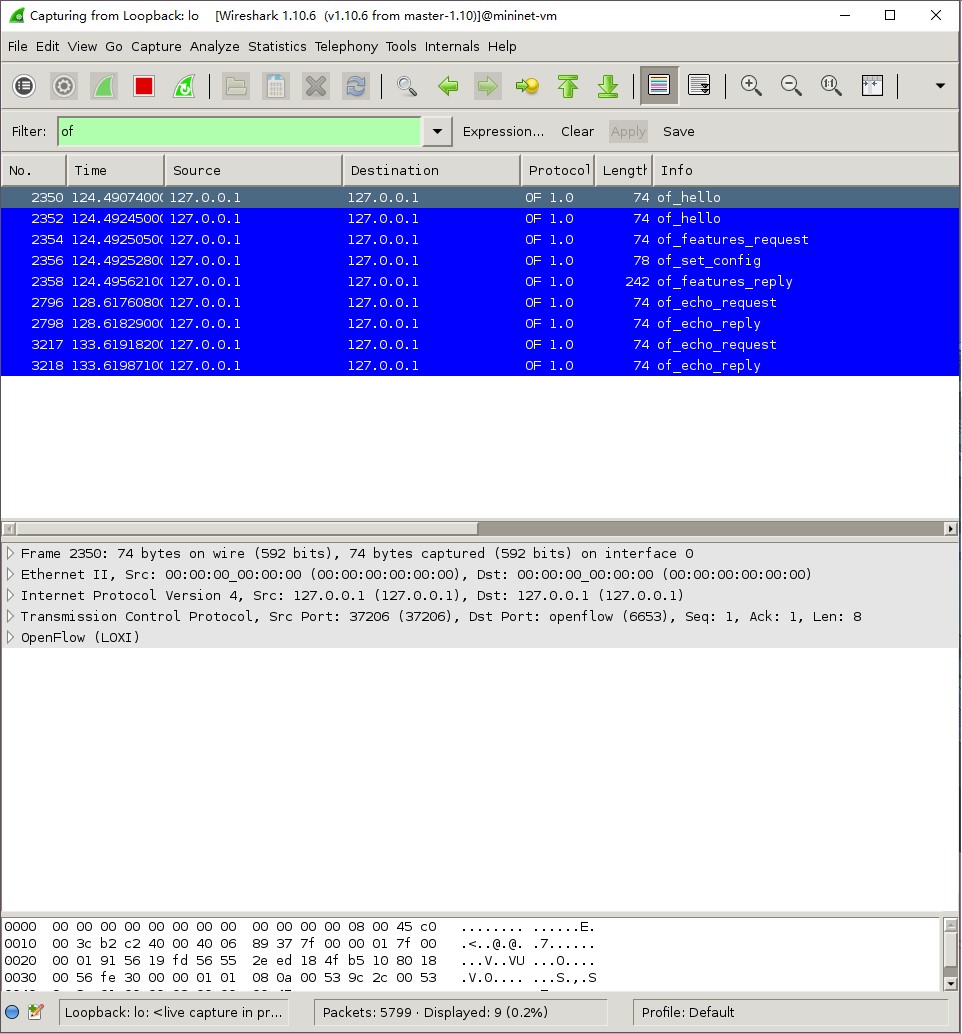 Capturing from Loopback: lo [Wireshark 1.10.6 (v1.10.6 from master-1.10)]@mininet-vm
File Edit View Go Capture Analyze Statistics Telephony Tools Internals Help
Filter: of Expression... Clear Apply Save
No. Time Source Destination Protocol Length Info
2350 124.49074000 127.0.0.1 127.0.0.1 OF 1.0 74 of_hello
2352 124.49245000 127.0.0.1 127.0.0.1 OF 1.0 74 of_hello
2354 124.49250500 127.0.0.1 127.0.0.1 OF 1.0 74 of_features_request
2356 124.49252800 127.0.0.1 127.0.0.1 OF 1.0 78 of_set_config
2358 124.49562100 127.0.0.1 127.0.0.1 OF 1.0 242 of_features_reply
2796 128.61760800 127.0.0.1 127.0.0.1 OF 1.0 74 of_echo_request
2798 128.61829000 127.0.0.1 127.0.0.1 OF 1.0 74 of_echo_reply
3217 133.61918200 127.0.0.1 127.0.0.1 OF 1.0 74 of_echo_request
3218 133.61987100 127.0.0.1 127.0.0.1 OF 1.0 74 of_echo_reply
Frame 2350: 74 bytes on wire (592 bits), 74 bytes captured (592 bits) on interface 0
Ethernet II, Src: 00:00:00_00:00:00 (00:00:00:00:00:00), Dst: 00:00:00_00:00:00 (00:00:00:00:00:00)
Internet Protocol Version 4, Src: 127.0.0.1 (127.0.0.1), Dst: 127.0.0.1 (127.0.0.1)
Transmission Control Protocol, Src Port: 37206 (37206), Dst Port: openflow (6653), Seq: 1, Ack: 1, Len: 8
OpenFlow (LOXI)
0000 00 00 00 00 00 00 00 00 00 00 00 00 08 00 45 c0 ........ ......E.
0010 00 3c b2 c2 40 00 40 06 89 37 7f 00 00 01 7f 00 .<..@.@. .7......
0020 00 01 91 56 19 fd 56 55 2e ed 18 4f b5 10 80 18 ...V..VU ...O....
0030 00 56 fe 30 00 00 01 01 08 0a 00 53 9c 2c 00 53 .V.0.... ...S.,.S
Loopback: lo: <live capture in pr... Packets: 5799 · Displayed: 9 (0.2%) Profile: Default